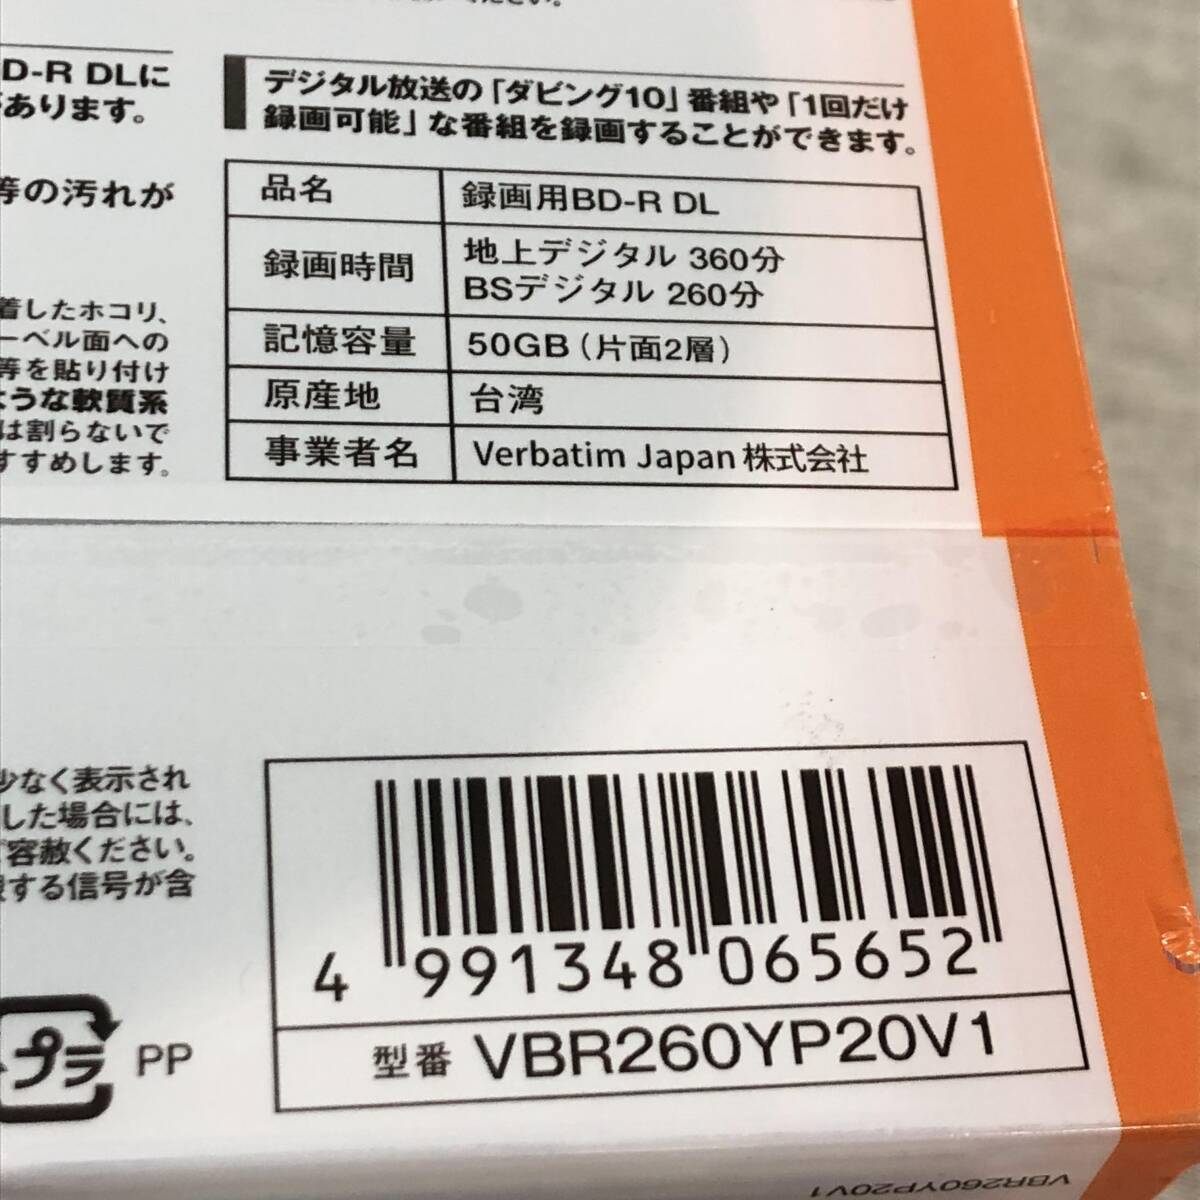 ください。
D-R DLに
があります。
等の汚れが
着したホコリ、
ーベル面への
等を貼り付け
ような軟質系
は割らないで
すすめします。
デジタル放送の「ダビング10」番組や「1回だけ
録画可能」な番組を録画することができます。
品名 録画用BD-R DL
録画時間 地上デジタル 360分
BSデジタル 260分
記憶容量 50GB（片面2層）
原産地 台湾
事業者名 Verbatim Japan 株式会社
少なく表示され
した場合には、
ご容赦ください。
する信号が含
プラ PP
4 991348 065652
型番 VBR260YP20V1
VBR260YP20V1